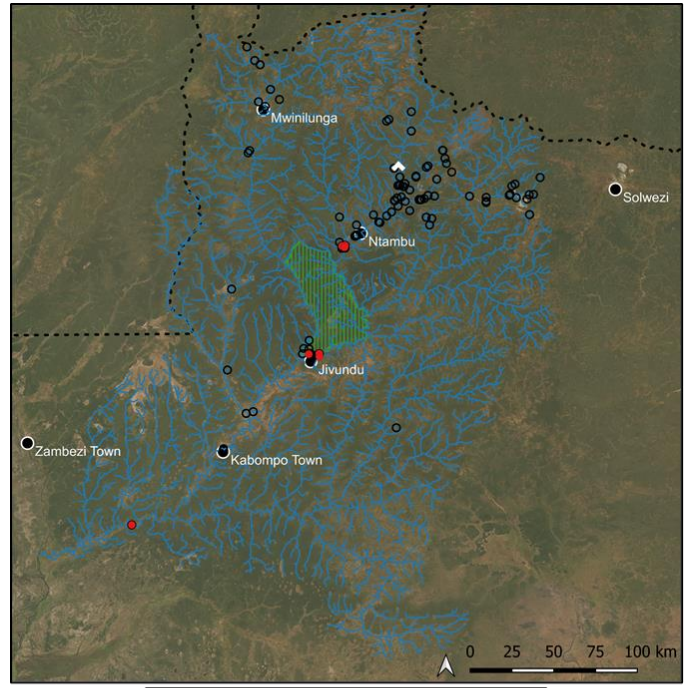 Mwinilunga
Solwezi
Ntambu
Jivundu
Zambezi Town
Kabompo Town
0 25 50 75 100 km